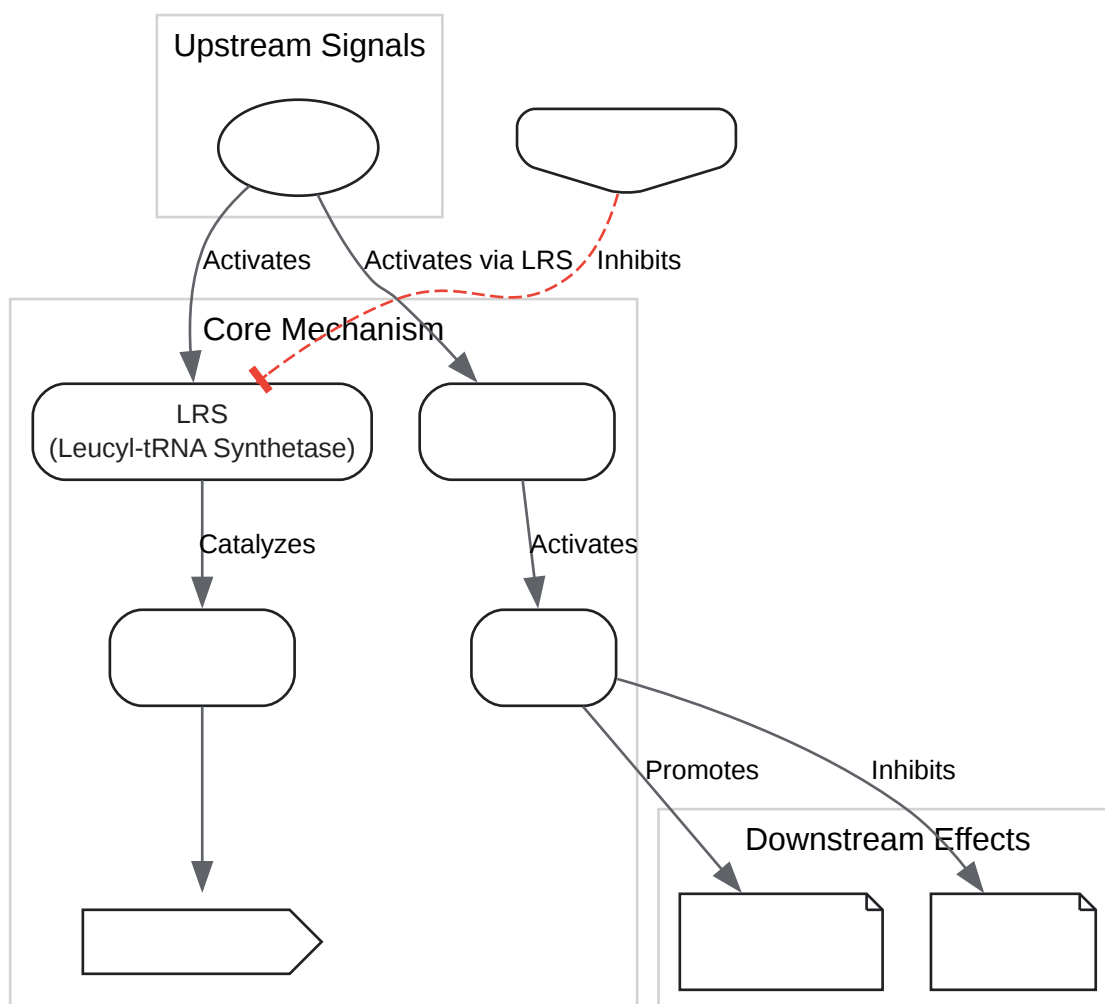 Upstream Signals
Activates
Activates via LRS
Inhibits
Core Mechanism
LRS
(Leucyl-tRNA Synthetase)
Catalyzes
Activates
Promotes
Inhibits
Downstream Effects